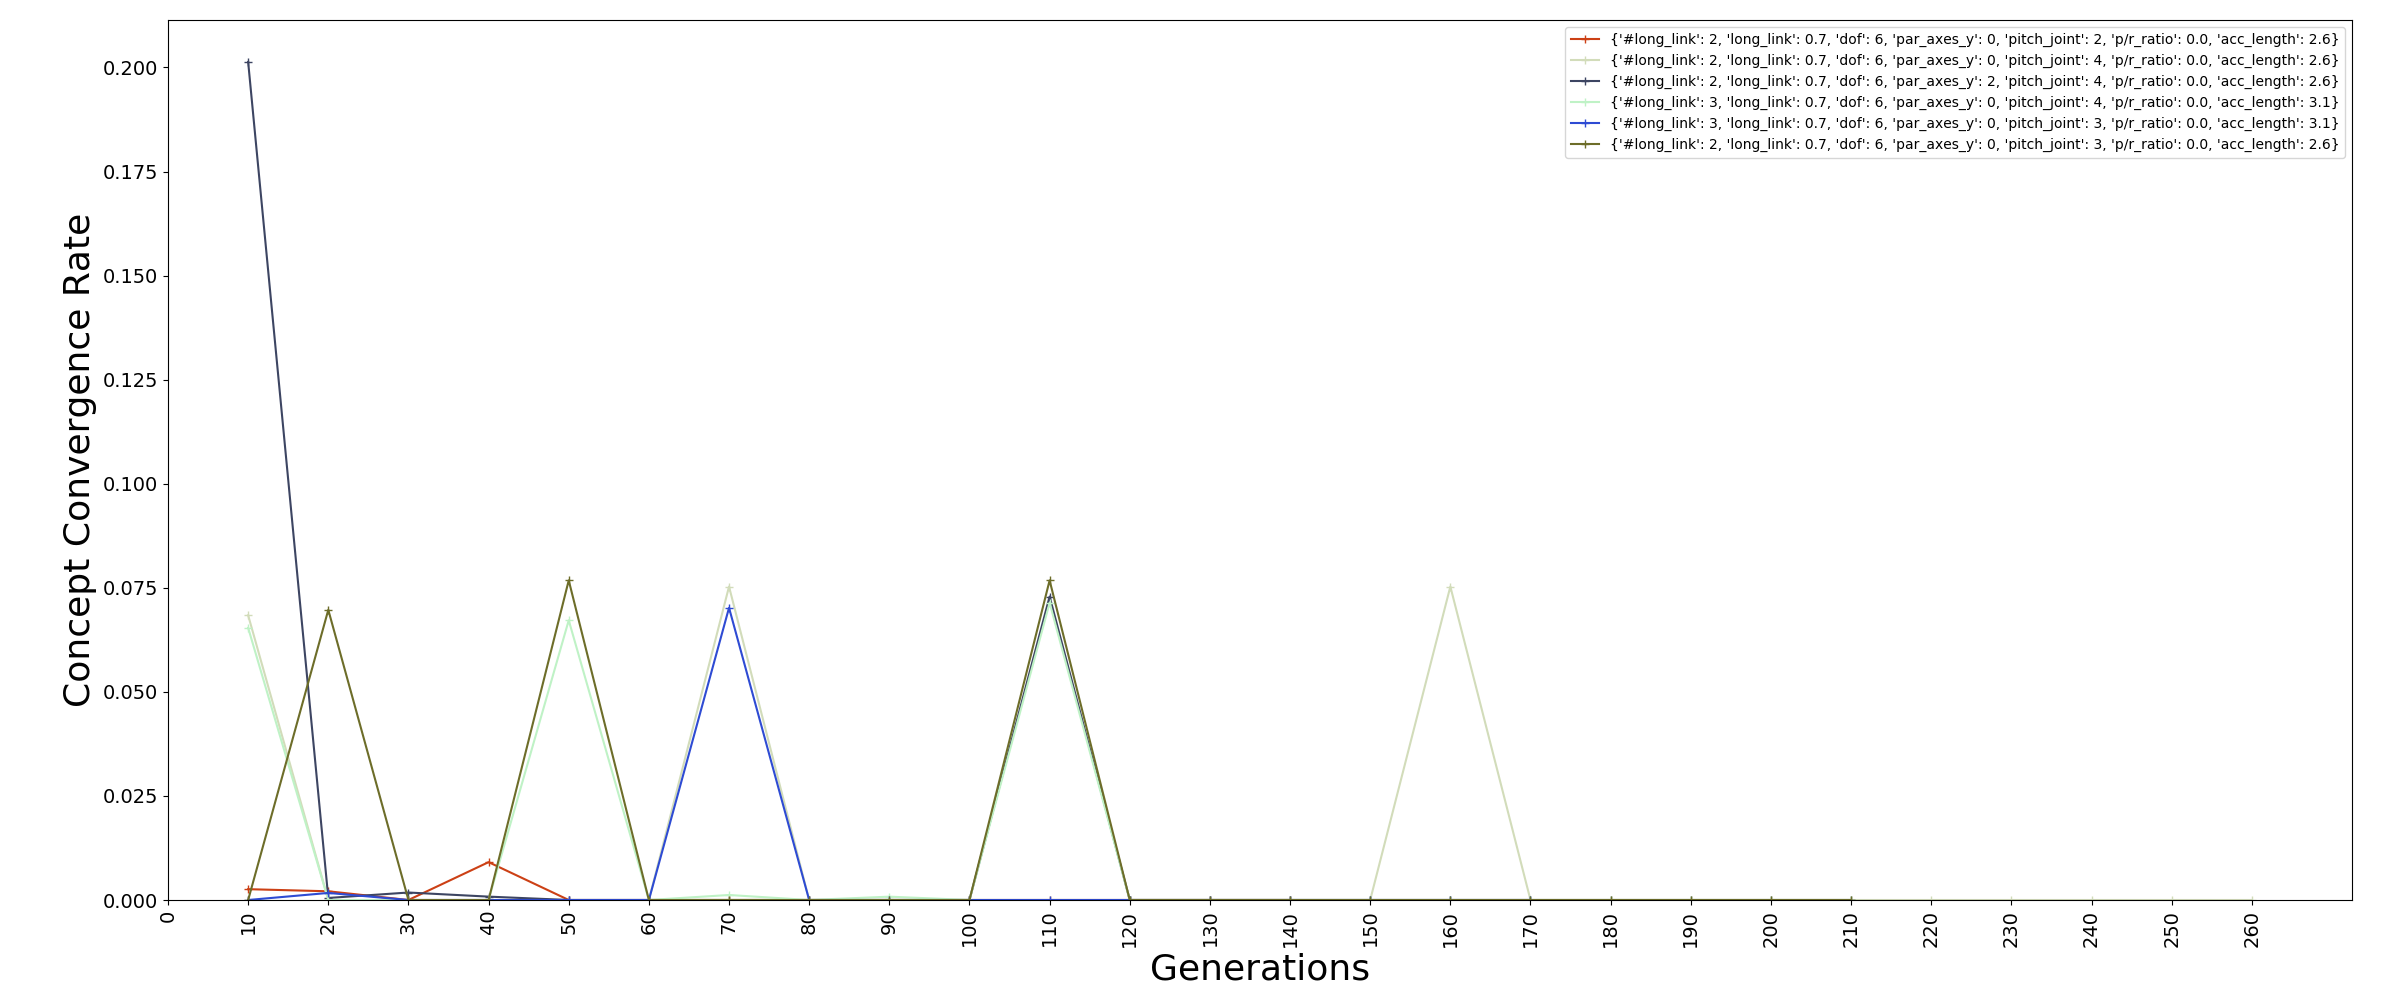 {'#long_link': 2, 'long_link': 0.7, 'dof': 6, 'par_axes_y': 0, 'pitch_joint': 2, 'p/r_ratio': 0.0, 'acc_length': 2.6}
{'#long_link': 2, 'long_link': 0.7, 'dof': 6, 'par_axes_y': 0, 'pitch_joint': 4, 'p/r_ratio': 0.0, 'acc_length': 2.6}
{'#long_link': 2, 'long_link': 0.7, 'dof': 6, 'par_axes_y': 2, 'pitch_joint': 4, 'p/r_ratio': 0.0, 'acc_length': 2.6}
{'#long_link': 3, 'long_link': 0.7, 'dof': 6, 'par_axes_y': 0, 'pitch_joint': 4, 'p/r_ratio': 0.0, 'acc_length': 3.1}
{'#long_link': 3, 'long_link': 0.7, 'dof': 6, 'par_axes_y': 0, 'pitch_joint': 3, 'p/r_ratio': 0.0, 'acc_length': 3.1}
{'#long_link': 2, 'long_link': 0.7, 'dof': 6, 'par_axes_y': 0, 'pitch_joint': 3, 'p/r_ratio': 0.0, 'acc_length': 2.6}
Concept Convergence Rate
0.200
0.175
0.150
0.125
0.100
0.075
0.050
0.025
0.000
0 10 20 30 40 50 60 70 80 90 100 110 120 130 140 150 160 170 180 190 200 210 220 230 240 250 260
Generations